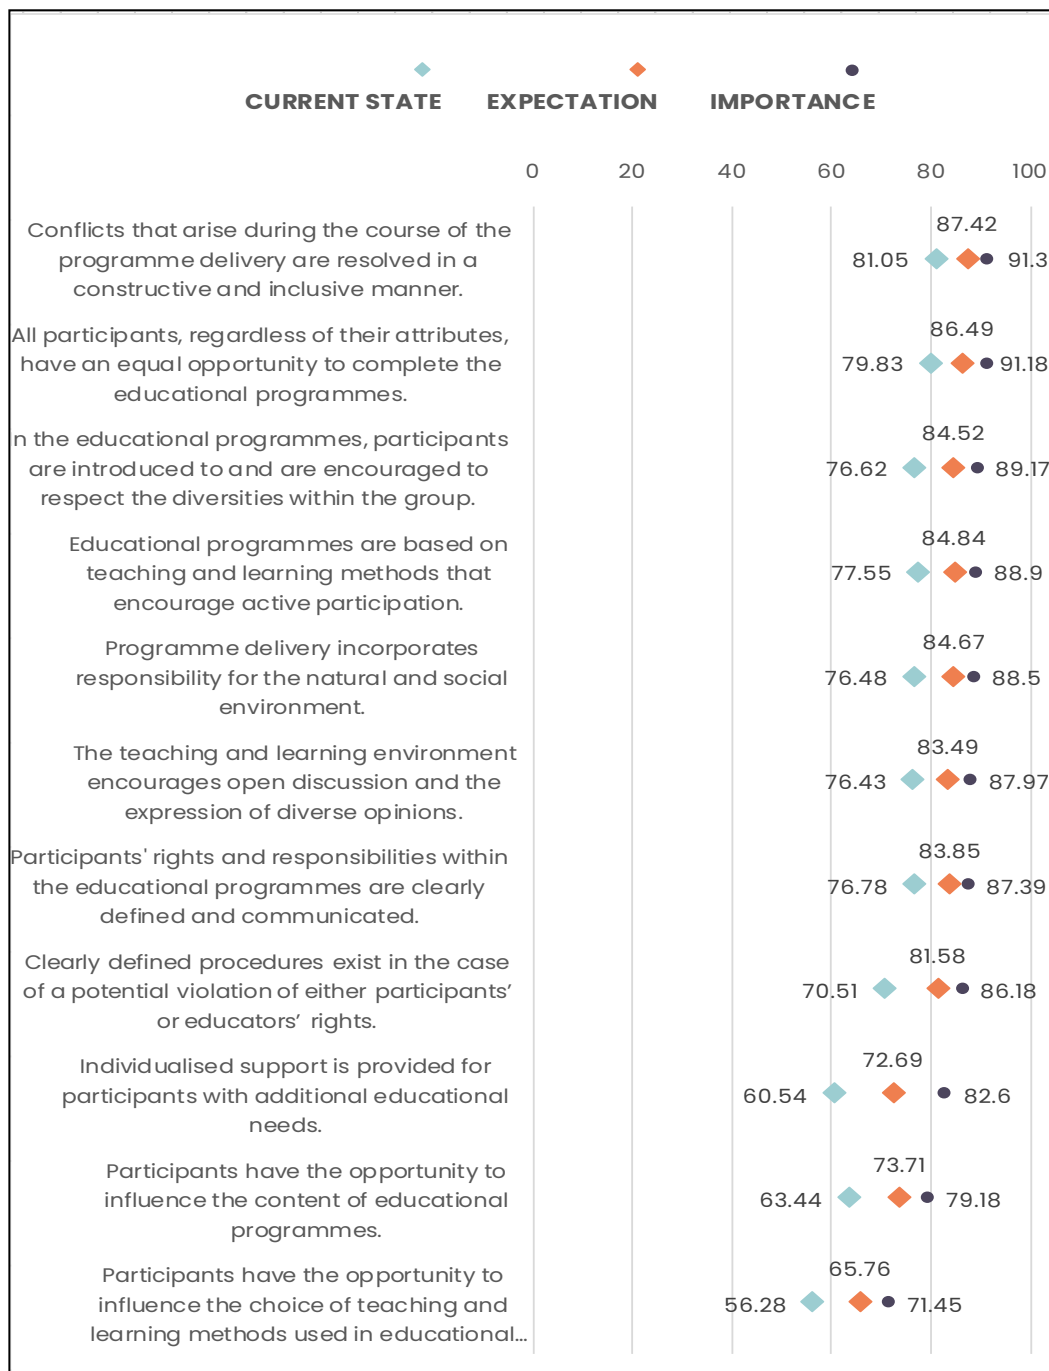 CURRENT STATE EXPECTATION IMPORTANCE
0 20 40 60 80 100
Conflicts that arise during the course of the
programme delivery are resolved in a
constructive and inclusive manner.
87.42
81.05 91.3
All participants, regardless of their attributes,
have an equal opportunity to complete the
educational programmes.
86.49
79.83 91.18
n the educational programmes, participants
are introduced to and are encouraged to
respect the diversities within the group.
84.52
76.62 89.17
Educational programmes are based on
teaching and learning methods that
encourage active participation.
84.84
77.55 88.9
Programme delivery incorporates
responsibility for the natural and social
environment.
84.67
76.48 88.5
The teaching and learning environment
encourages open discussion and the
expression of diverse opinions.
83.49
76.43 87.97
Participants' rights and responsibilities within
the educational programmes are clearly
defined and communicated.
83.85
76.78 87.39
Clearly defined procedures exist in the case
of a potential violation of either participants’
or educators’ rights.
81.58
70.51 86.18
Individualised support is provided for
participants with additional educational
needs.
72.69
60.54 82.6
Participants have the opportunity to
influence the content of educational
programmes.
73.71
63.44 79.18
Participants have the opportunity to
influence the choice of teaching and
learning methods used in educational...
65.76
56.28 71.45